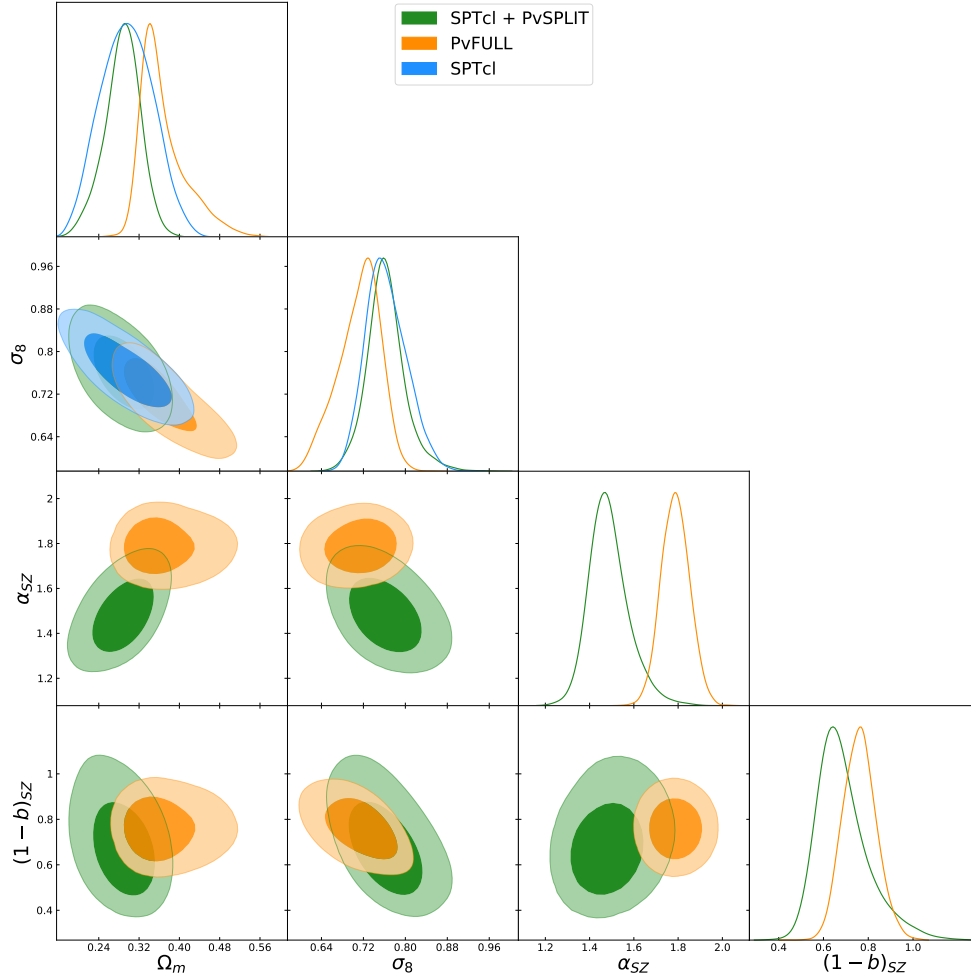 SPTcl + PvSPLIT
PvFULL
SPTcl
0.96
0.88
0.80
0.72
0.64
σ8
2
1.8
1.6
1.4
1.2
αSZ
1
0.8
0.6
0.4
(1 − b)SZ
0.24 0.32 0.40 0.48 0.56
0.64 0.72 0.80 0.88 0.96
1.2 1.4 1.6 1.8 2.0
0.4 0.6 0.8 1.0
Ωm
σ8
αSZ
(1 − b)SZ